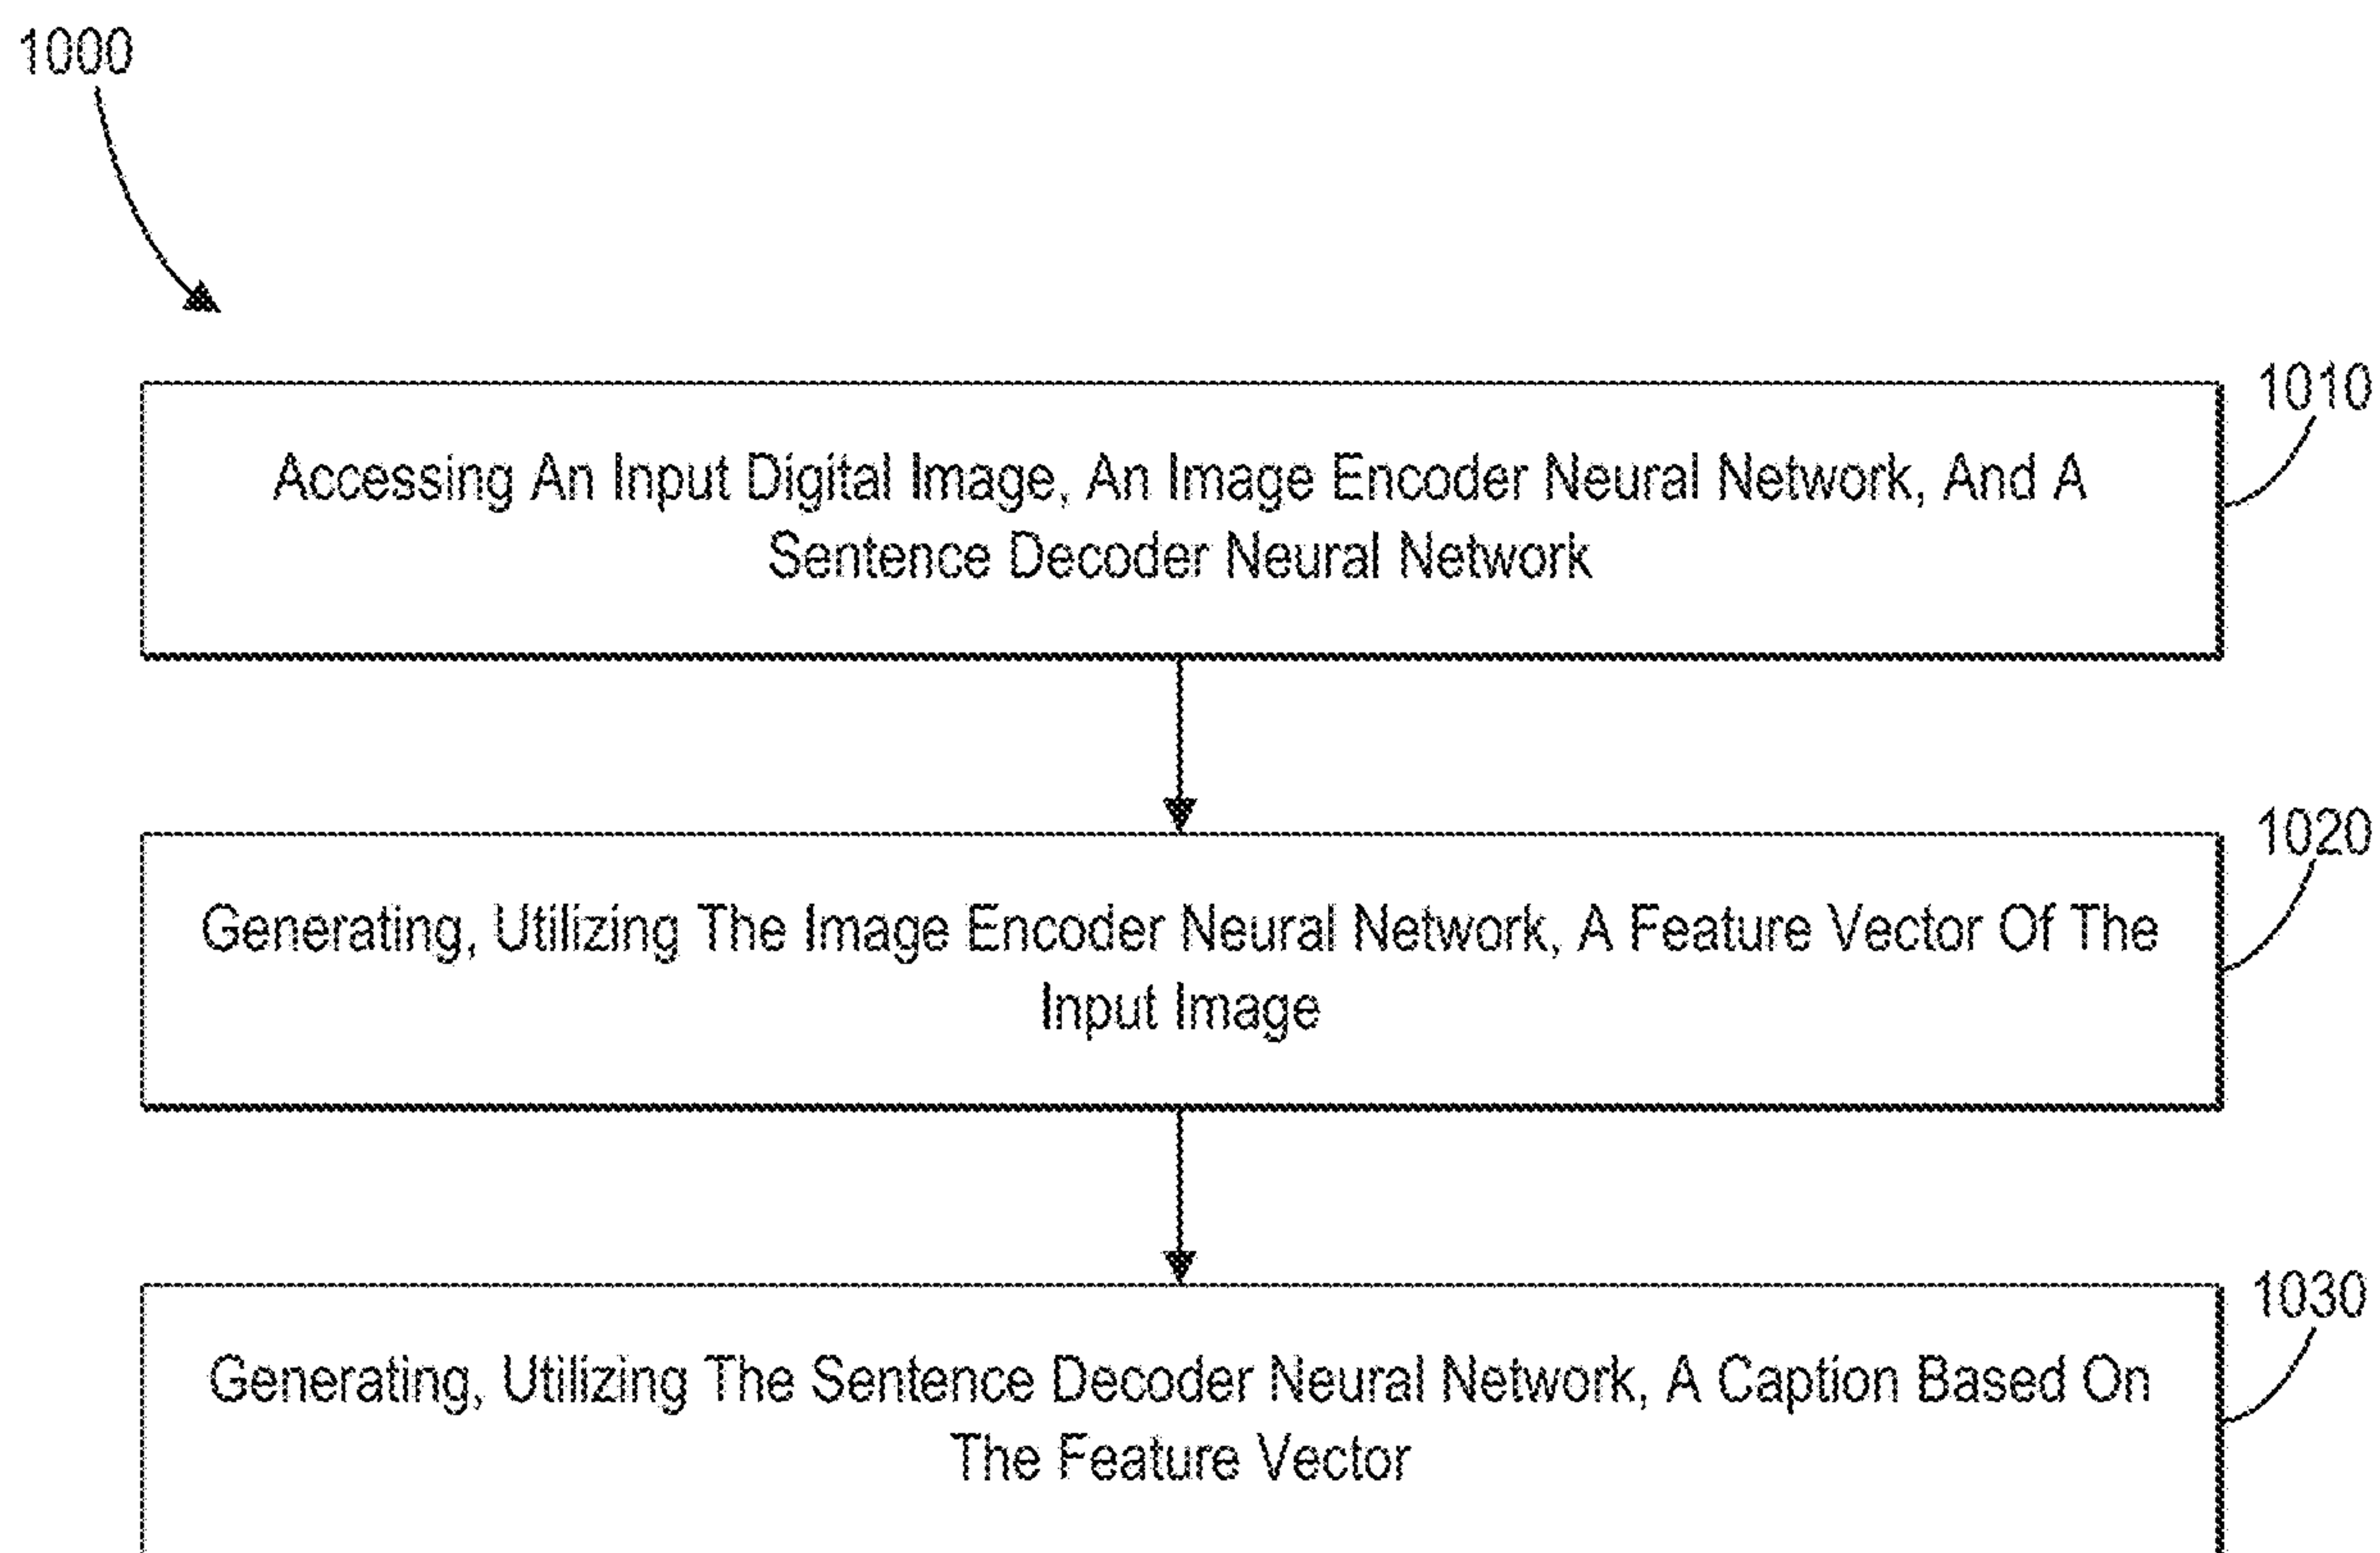 1000
1010
Accessing An Input Digital Image, An Image Encoder Neural Network, And A
Sentence Decoder Neural Network
1020
Generating, Utilizing The Image Encoder Neural Network, A Feature Vector Of The
Input Image
1030
Generating, Utilizing The Sentence Decoder Neural Network, A Caption Based On
The Feature Vector